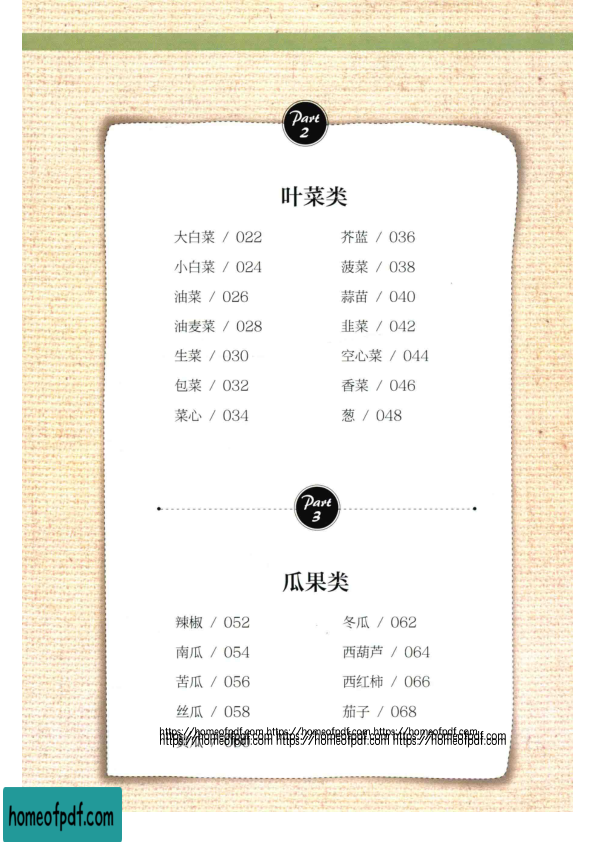 Part
2
叶菜类
大白菜 / 022
小白菜 / 024
油菜 / 026
油麦菜 / 028
生菜 / 030
包菜 / 032
菜心 / 034
芥蓝 / 036
菠菜 / 038
蒜苗 / 040
韭菜 / 042
空心菜 / 044
香菜 / 046
葱 / 048
Part
3
瓜果类
辣椒 / 052
南瓜 / 054
苦瓜 / 056
丝瓜 / 058
冬瓜 / 062
西葫芦 / 064
西红柿 / 066
茄子 / 068
https://homeofpdf.com https://homeofpdf.com https://homeofpdf.com
https://homeofpdf.com https://homeofpdf.com https://homeofpdf.com
homeofpdf.com